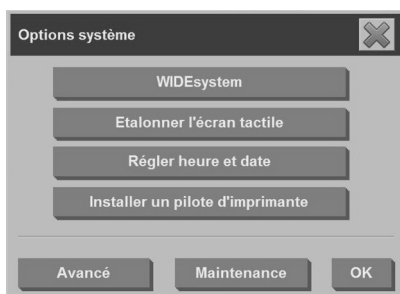 Options système
WIDEsystem
Etalonner l'écran tactile
Régler heure et date
Installer un pilote d'imprimante
Avancé
Maintenance
OK